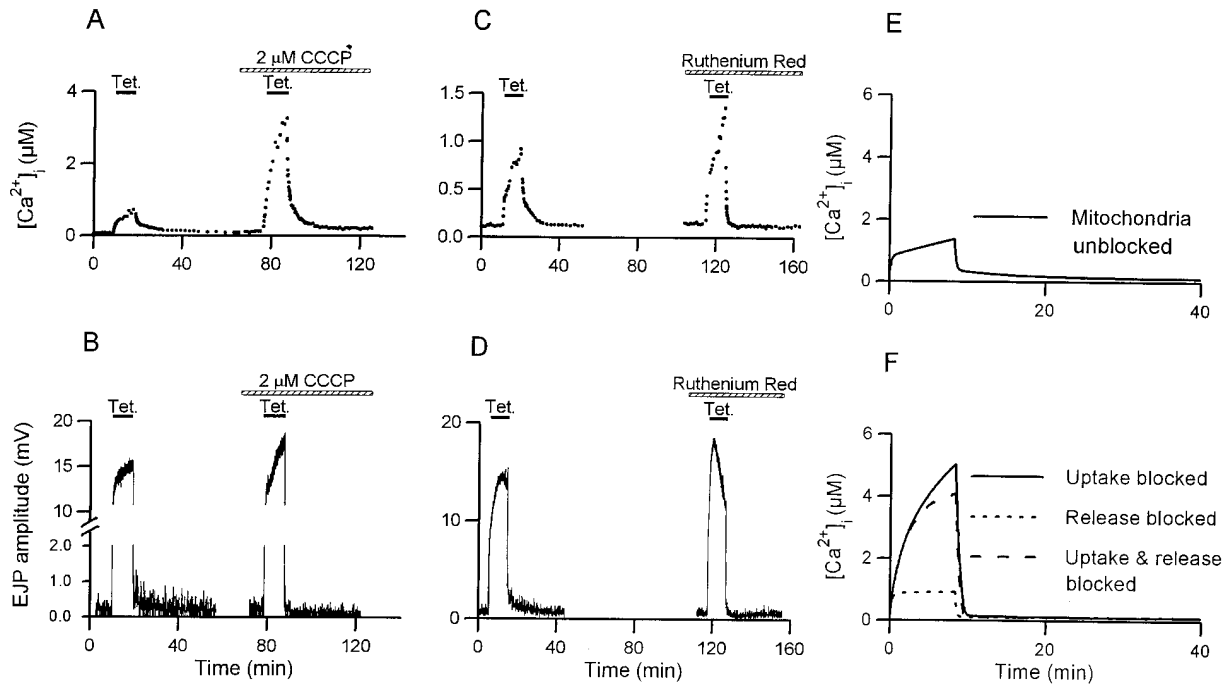 A
2 μM CCCP+
Tet.
Tet.
4
2
0
[Ca2+]i (μM)
0 40 80 120
C
Ruthenium Red
Tet.
Tet.
1.5
1.0
0.5
0.0
0 40 80 120 160
E
6
4
2
0
[Ca2+]i (μM)
Mitochondria
unblocked
0 20 40
B
2 μM CCCP
Tet.
Tet.
20
15
10
2.0
1.0
0.0
EJP amplitude (mV)
0 40 80 120
Time (min)
D
Ruthenium Red
Tet.
Tet.
20
10
0
0 40 80 120 160
Time (min)
F
6
4
2
0
[Ca2+]i (μM)
Uptake blocked
Release blocked
Uptake & release
blocked
0 20 40
Time (min)